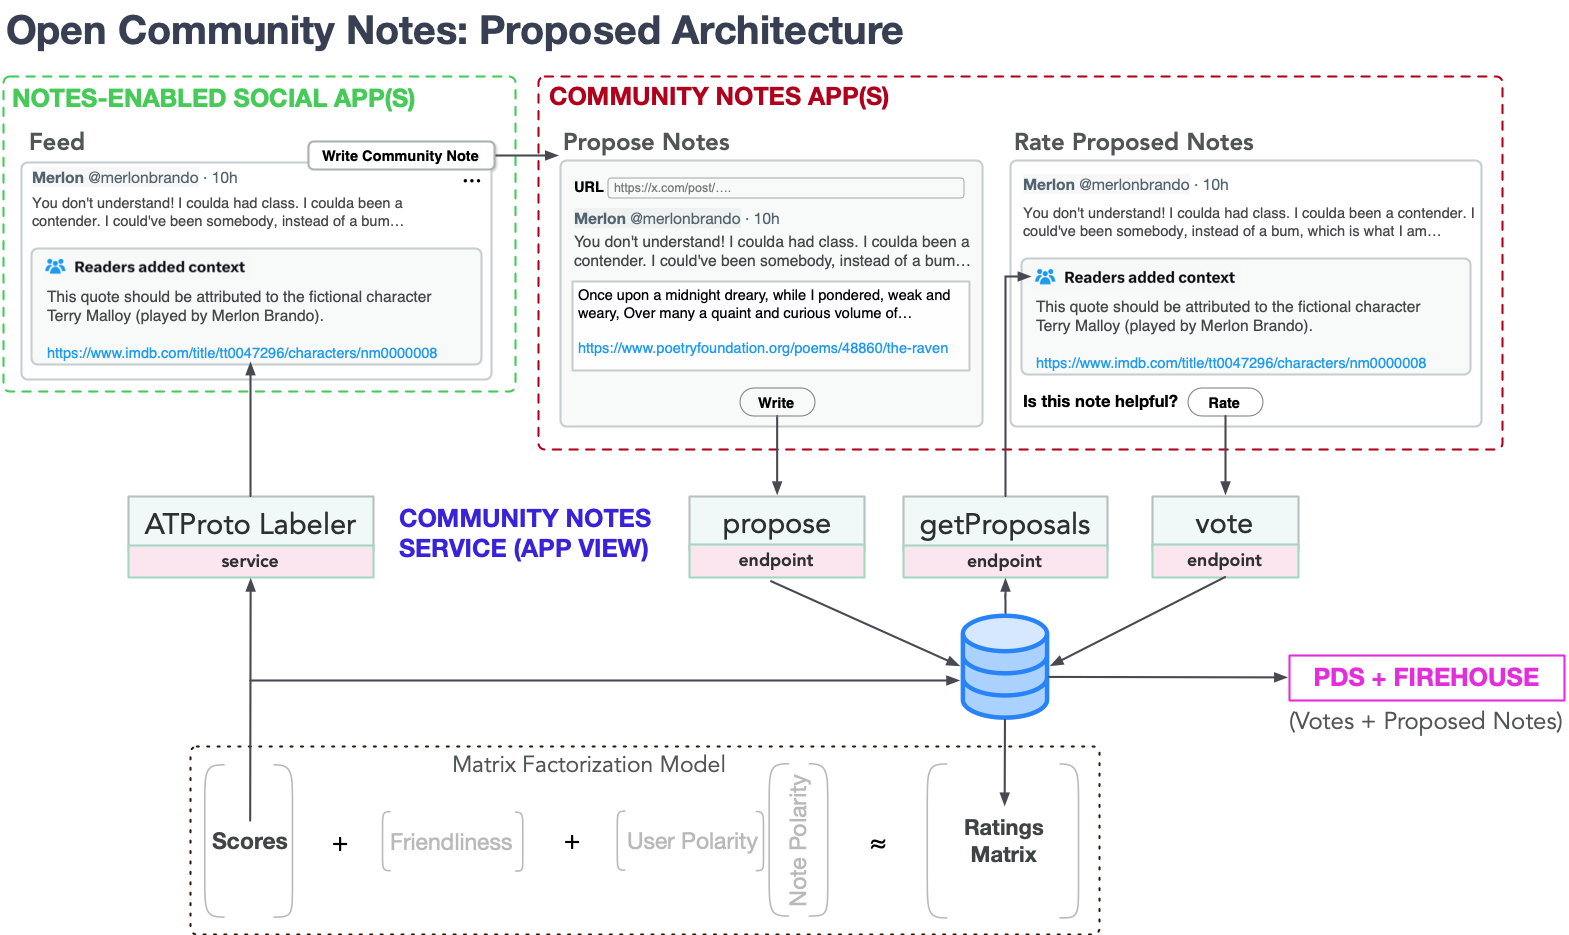 Open Community Notes: Proposed Architecture
NOTES-ENABLED SOCIAL APP(S)
Feed
Write Community Note
Merlon @merlonbrando · 10h
...
You don't understand! I coulda had class. I coulda been a
contender. I could've been somebody, instead of a bum…
Readers added context
This quote should be attributed to the fictional character
Terry Malloy (played by Merlon Brando).
https://www.imdb.com/title/tt0047296/characters/nm0000008
COMMUNITY NOTES APP(S)
Propose Notes
URL https://x.com/post/....
Merlon @merlonbrando · 10h
You don't understand! I coulda had class. I coulda been a
contender. I could've been somebody, instead of a bum…
Once upon a midnight dreary, while I pondered, weak and
weary, Over many a quaint and curious volume of…
https://www.poetryfoundation.org/poems/48860/the-raven
Write
Rate Proposed Notes
Merlon @merlonbrando · 10h
You don't understand! I coulda had class. I coulda been a contender. I
could've been somebody, instead of a bum, which is what I am…
Readers added context
This quote should be attributed to the fictional character
Terry Malloy (played by Merlon Brando).
https://www.imdb.com/title/tt0047296/characters/nm0000008
Is this note helpful? Rate
ATProto Labeler
service
COMMUNITY NOTES
SERVICE (APP VIEW)
propose
endpoint
getProposals
endpoint
vote
endpoint
PDS + FIREHOUSE
(Votes + Proposed Notes)
Matrix Factorization Model
Scores
+
Friendliness
+
User Polarity
Note Polarity
≈
Ratings
Matrix